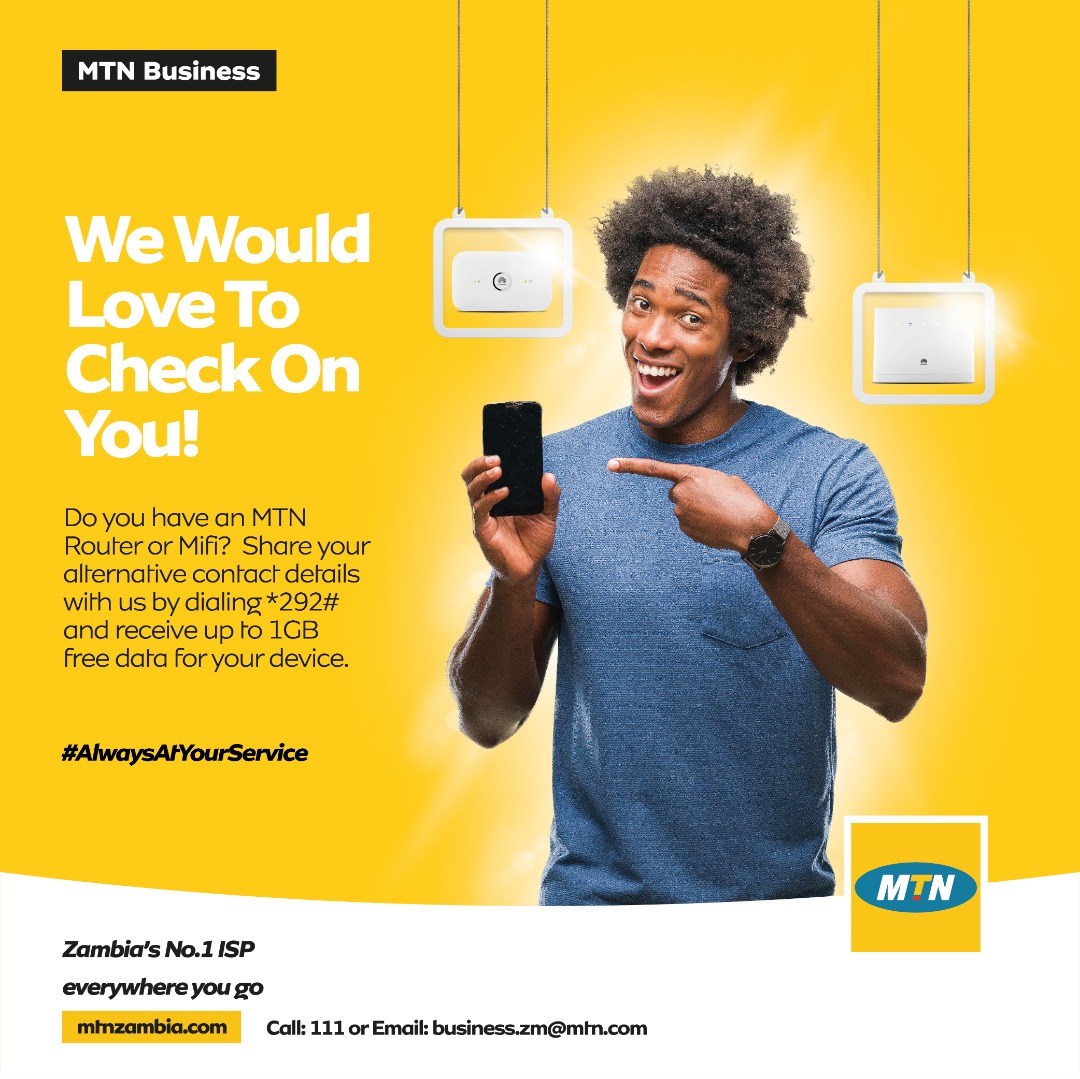 MTN Business
We Would
Love To
Check On
You!
Do you have an MTN
Router or Mifi? Share your
alternative contact details
with us by dialing *292#
and receive up to 1GB
free data for your device.
#AlwaysAtYourService
MTN
Zambia's No.1 ISP
everywhere you go
mtnzambia.com Call: 111 or Email: business.zm@mtn.com